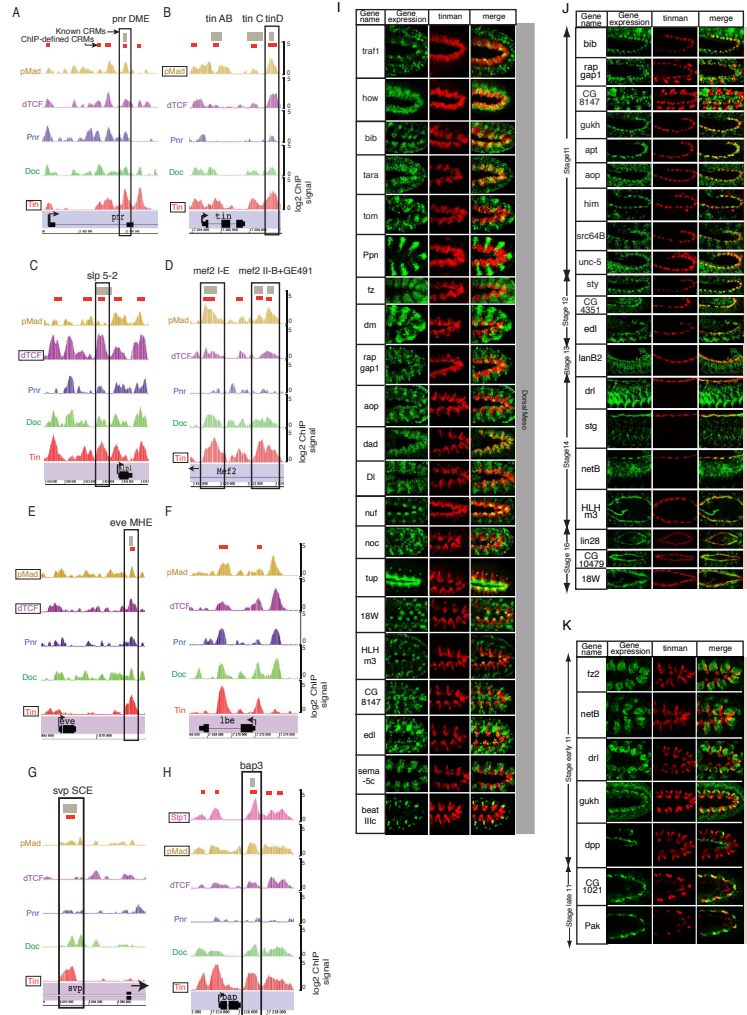 A
pnr DME
Known CRMs
ChIP-defined CRMs
pMad
dTCF
Pnr
Doc
Tin
pnr
5
0
log2 ChIP signal
B
tin AB
tin C
tinD
pMad
dTCF
Pnr
Doc
Tin
tin
C
slp 5-2
pMad
dTCF
Pnr
Doc
Tin
D
mef2 I-E
mef2 II-B+GE491
pMad
dTCF
Pnr
Doc
Tin
Mef2
5
0
log2 ChIP signal
E
eve MHE
pMad
dTCF
Pnr
Doc
Tin
eve
F
pMad
dTCF
Pnr
Doc
Tin
lbe
5
0
log2 ChIP signal
G
svp SCE
pMad
dTCF
Pnr
Doc
Tin
svp
H
bap3
Slp1
pMad
dTCF
Pnr
Doc
Tin
bap
5
0
log2 ChIP signal
I
Gene name
Gene expression
tinman
merge
traf1
how
bib
tara
tom
Ppn
fz
dm
rap gap1
aop
dad
Dl
nuf
noc
tup
18W
HLH m3
CG 8147
edl
sema -5c
beat IIIc
Dorsal Meso
J
Gene name
Gene expression
tinman
merge
Stage11
bib
rap gap1
CG 8147
gukh
apt
aop
him
src64B
unc-5
Stage 12
sty
CG 4351
edl
Stage 13
lanB2
Stage14
drl
stg
netB
HLH m3
Stage 16
lin28
CG 10479
18W
K
Gene name
Gene expression
tinman
merge
Stage early 11
fz2
netB
drl
gukh
dpp
Stage late 11
CG 1021
Pak